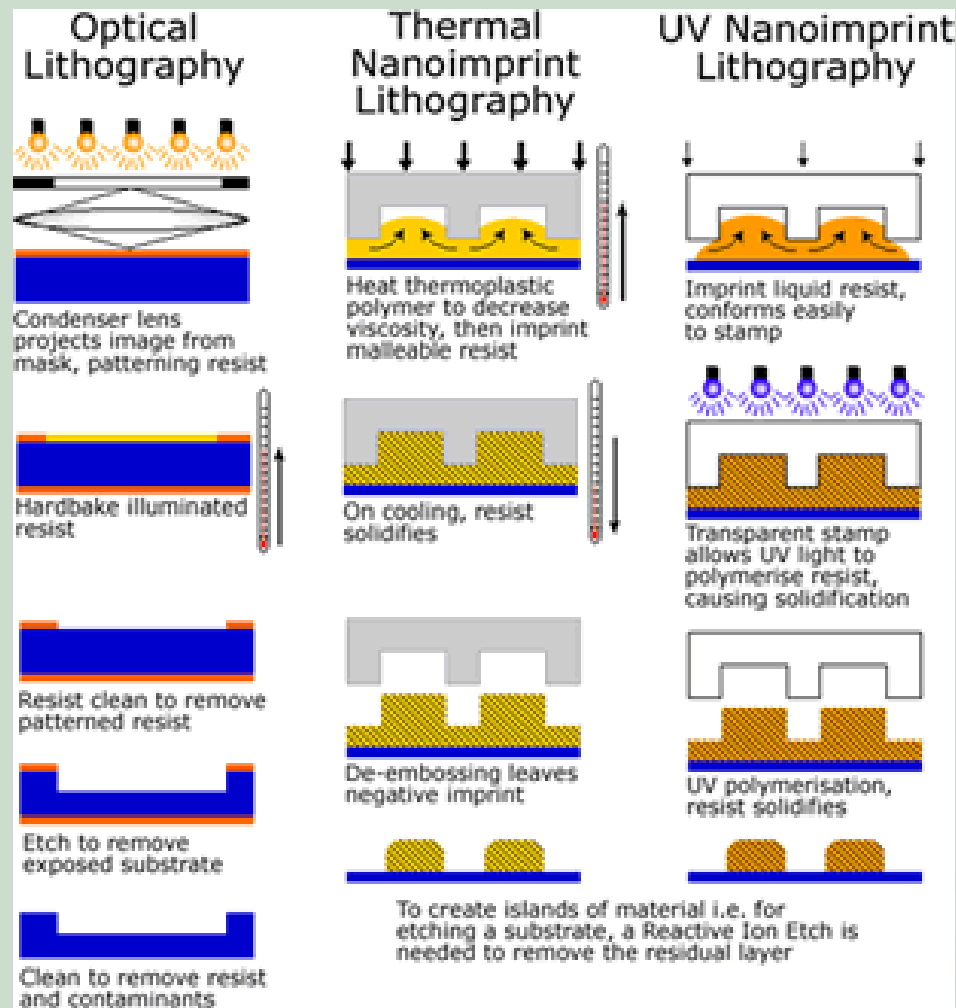 Optical
Lithography
Condenser lens
projects image from
mask, patterning resist
Hardbake illuminated
resist
Resist clean to remove
patterned resist
Etch to remove
exposed substrate
Clean to remove resist
and contaminants
Thermal
Nanoimprint
Lithography
Heat thermoplastic
polymer to decrease
viscosity, then imprint
malleable resist
On cooling, resist
solidifies
De-embossing leaves
negative imprint
UV Nanoimprint
Lithography
Imprint liquid resist,
conforms easily
to stamp
Transparent stamp
allows UV light to
polymerise resist,
causing solidification
UV polymerisation,
resist solidifies
To create islands of material i.e. for
etching a substrate, a Reactive Ion Etch is
needed to remove the residual layer